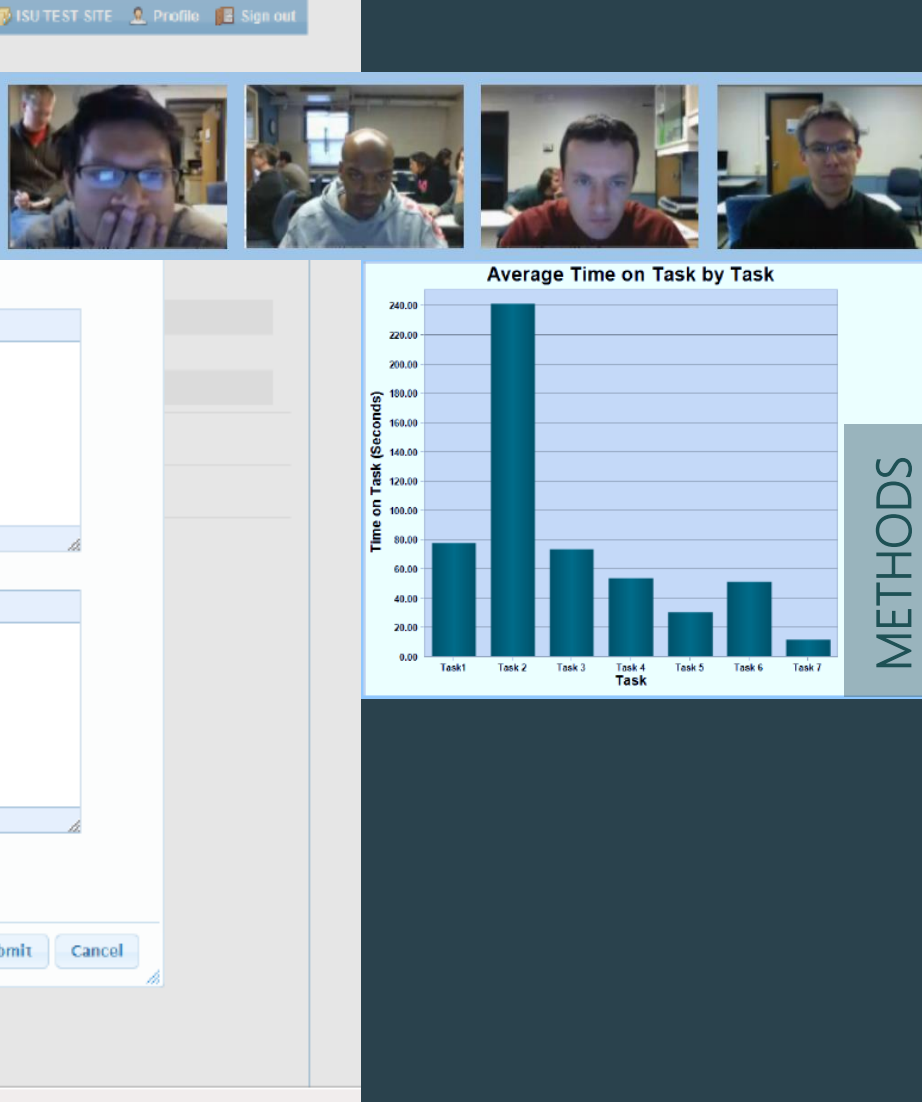 ISU TEST SITE Profile Sign out
Average Time on Task by Task
Time on Task (Seconds)
240.00
220.00
200.00
180.00
160.00
140.00
120.00
100.00
80.00
60.00
40.00
20.00
0.00
Task1 Task 2 Task 3 Task 4 Task 5 Task 6 Task 7
Task
METHODS
bmit Cancel